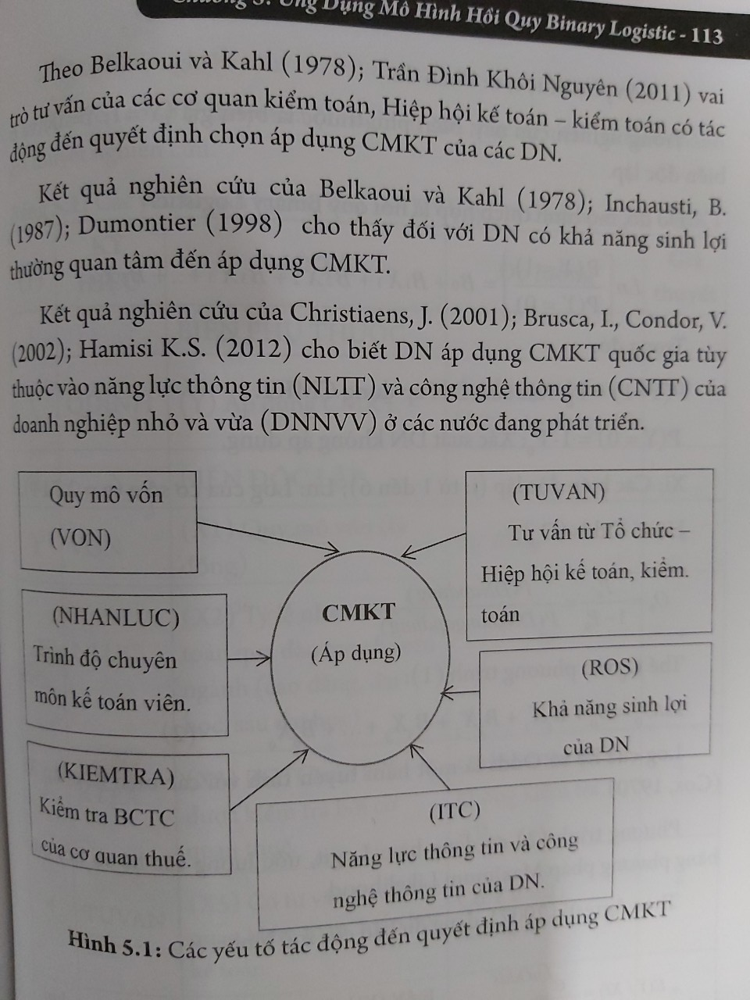 Chương 5. Ứng Dụng Mô Hình Hồi Quy Binary Logistic - 113
Theo Belkaoui và Kahl (1978); Trần Đình Khôi Nguyên (2011) vai
trò tư vấn của các cơ quan kiểm toán, Hiệp hội kế toán – kiểm toán có tác
động đến quyết định chọn áp dụng CMKT của các DN.
Kết quả nghiên cứu của Belkaoui và Kahl (1978); Inchausti, B.
(1987); Dumontier (1998) cho thấy đối với DN có khả năng sinh lợi
thường quan tâm đến áp dụng CMKT.
Kết quả nghiên cứu của Christiaens, J. (2001); Brusca, I., Condor, V.
(2002); Hamisi K.S. (2012) cho biết DN áp dụng CMKT quốc gia tùy
thuộc vào năng lực thông tin (NLTT) và công nghệ thông tin (CNTT) của
doanh nghiệp nhỏ và vừa (DNNVV) ở các nước đang phát triển.
Quy mô vốn
(VON)
(NHANLUC)
Trình độ chuyên
môn kế toán viên.
(KIEMTRA)
Kiểm tra BCTC
của cơ quan thuế.
CMKT
(Áp dụng)
(TUVAN)
Tư vấn từ Tổ chức –
Hiệp hội kế toán, kiểm.
toán
(ROS)
Khả năng sinh lợi
của DN
(ITC)
Năng lực thông tin và công
nghệ thông tin của DN.
Hình 5.1: Các yếu tố tác động đến quyết định áp dụng CMKT